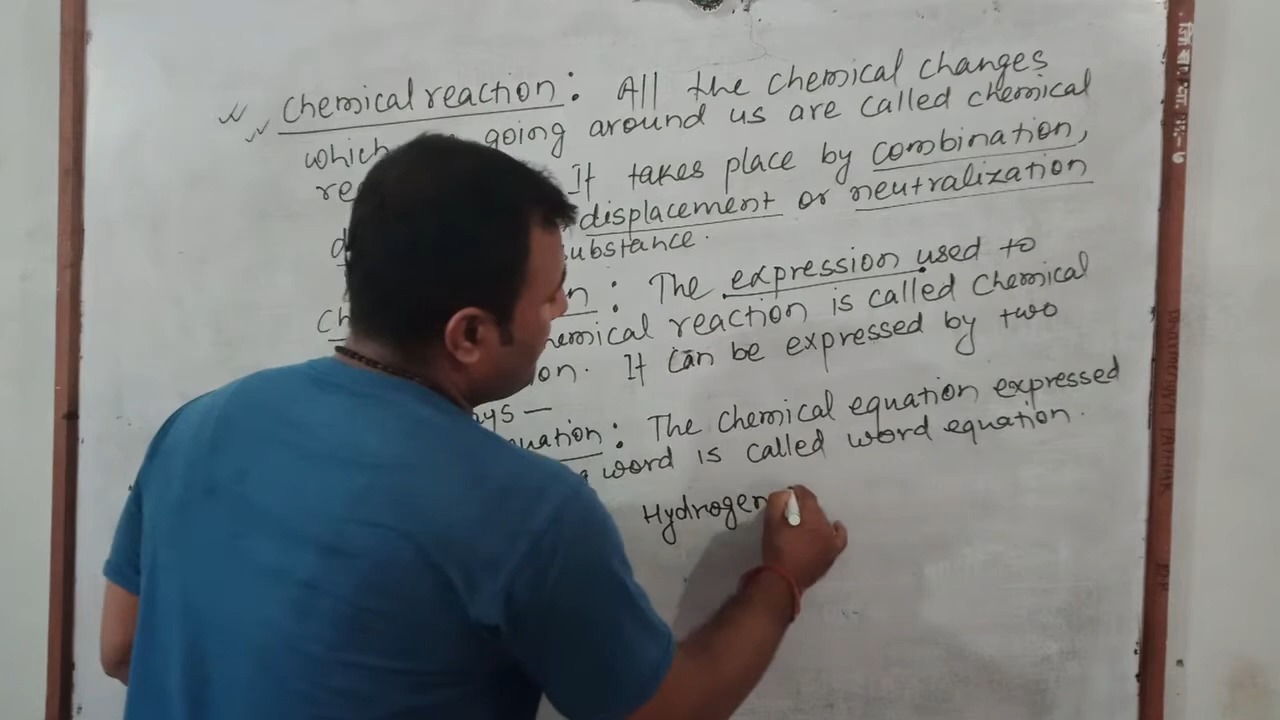 Chemical reaction : All the chemical changes
which going around us are called chemical
It takes place by combination,
displacement or neutralization
substance.
: The expression used to
chemical reaction is called Chemical
It can be expressed by two
: The Chemical equation expressed
word is called word equation.
Hydrogen